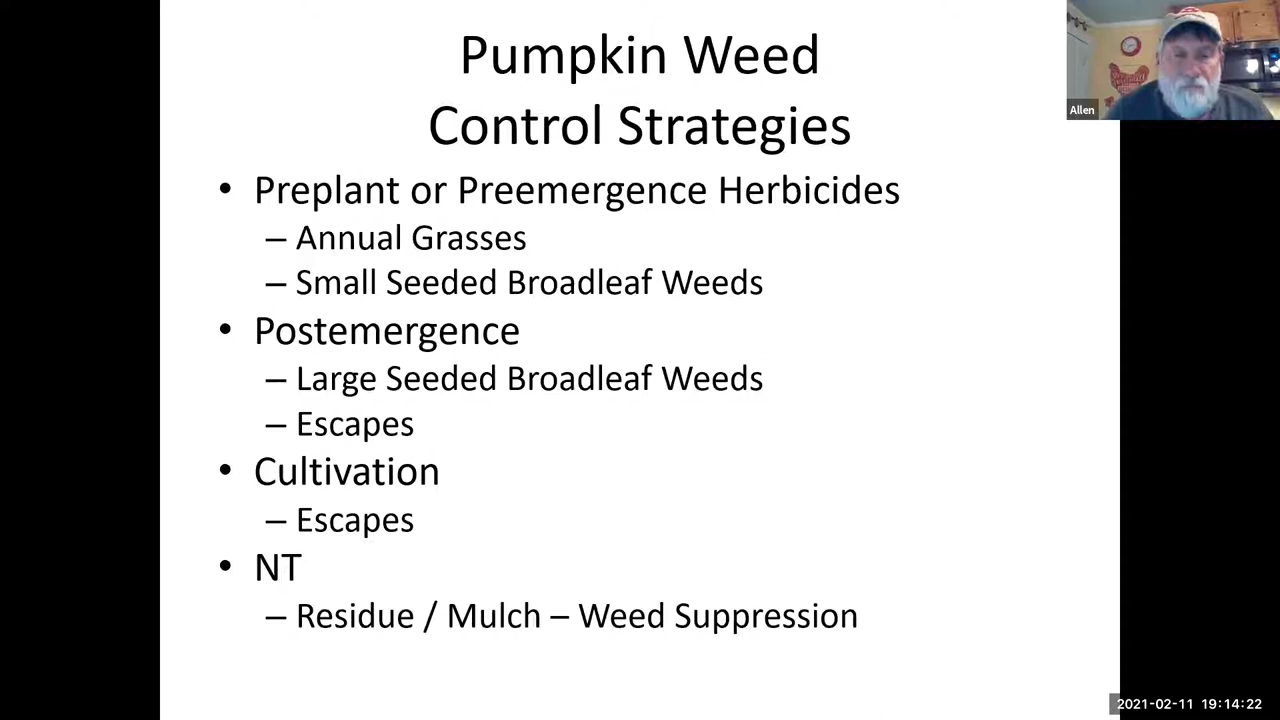 Pumpkin Weed
Control Strategies
• Preplant or Preemergence Herbicides
– Annual Grasses
– Small Seeded Broadleaf Weeds
• Postemergence
– Large Seeded Broadleaf Weeds
– Escapes
• Cultivation
– Escapes
• NT
– Residue / Mulch – Weed Suppression
Allen
2021-02-11 19:14:22